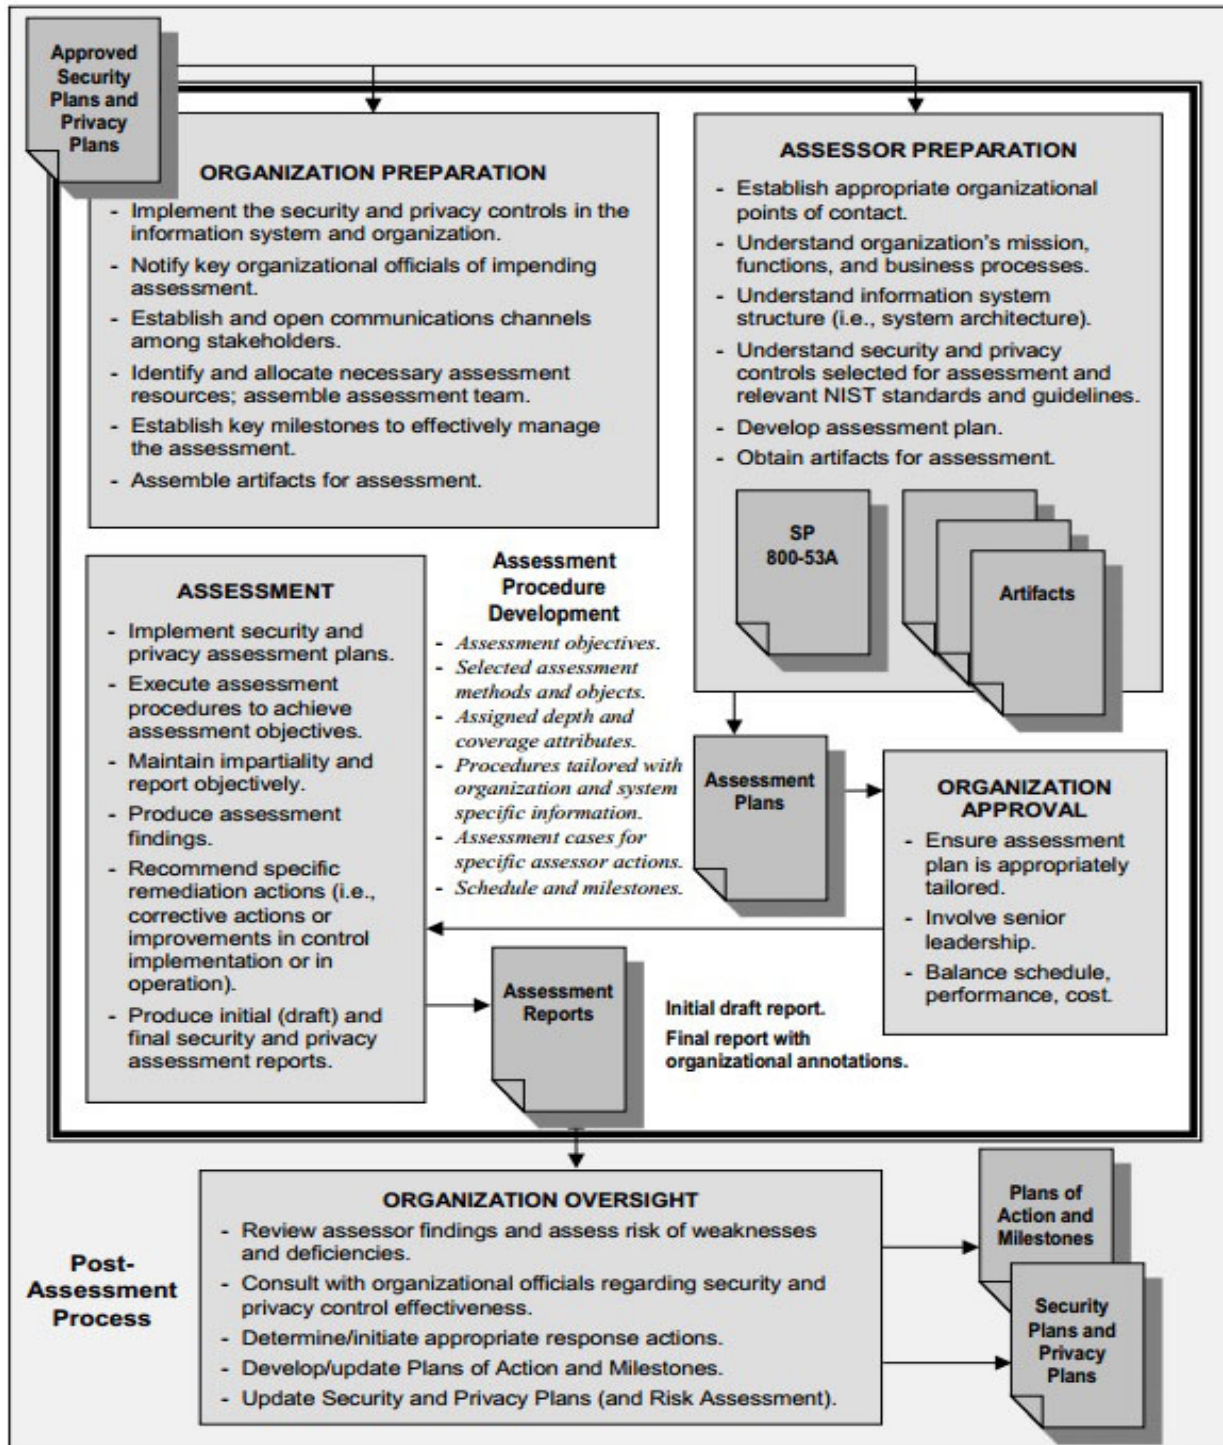 Approved
Security
Plans and
Privacy
Plans
ORGANIZATION PREPARATION
- Implement the security and privacy controls in the
information system and organization.
- Notify key organizational officials of impending
assessment.
- Establish and open communications channels
among stakeholders.
- Identify and allocate necessary assessment
resources; assemble assessment team.
- Establish key milestones to effectively manage
the assessment.
- Assemble artifacts for assessment.
ASSESSOR PREPARATION
- Establish appropriate organizational
points of contact.
- Understand organization's mission,
functions, and business processes.
- Understand information system
structure (i.e., system architecture).
- Understand security and privacy
controls selected for assessment and
relevant NIST standards and guidelines.
- Develop assessment plan.
- Obtain artifacts for assessment.
SP
800-53A
Artifacts
ASSESSMENT
- Implement security and
privacy assessment plans.
- Execute assessment
procedures to achieve
assessment objectives.
- Maintain impartiality and
report objectively.
- Produce assessment
findings.
- Recommend specific
remediation actions (i.e.,
corrective actions or
improvements in control
implementation or in
operation).
- Produce initial (draft) and
final security and privacy
assessment reports.
Assessment
Procedure
Development
- Assessment objectives.
- Selected assessment
methods and objects.
- Assigned depth and
coverage attributes.
- Procedures tailored with
organization and system
specific information.
- Assessment cases for
specific assessor actions.
- Schedule and milestones.
Assessment
Plans
ORGANIZATION
APPROVAL
- Ensure assessment
plan is appropriately
tailored.
- Involve senior
leadership.
- Balance schedule,
performance, cost.
Assessment
Reports
Initial draft report.
Final report with
organizational annotations.
Post-
Assessment
Process
ORGANIZATION OVERSIGHT
- Review assessor findings and assess risk of weaknesses
and deficiencies.
- Consult with organizational officials regarding security and
privacy control effectiveness.
- Determine/initiate appropriate response actions.
- Develop/update Plans of Action and Milestones.
- Update Security and Privacy Plans (and Risk Assessment).
Plans of
Action and
Milestones
Security
Plans and
Privacy
Plans